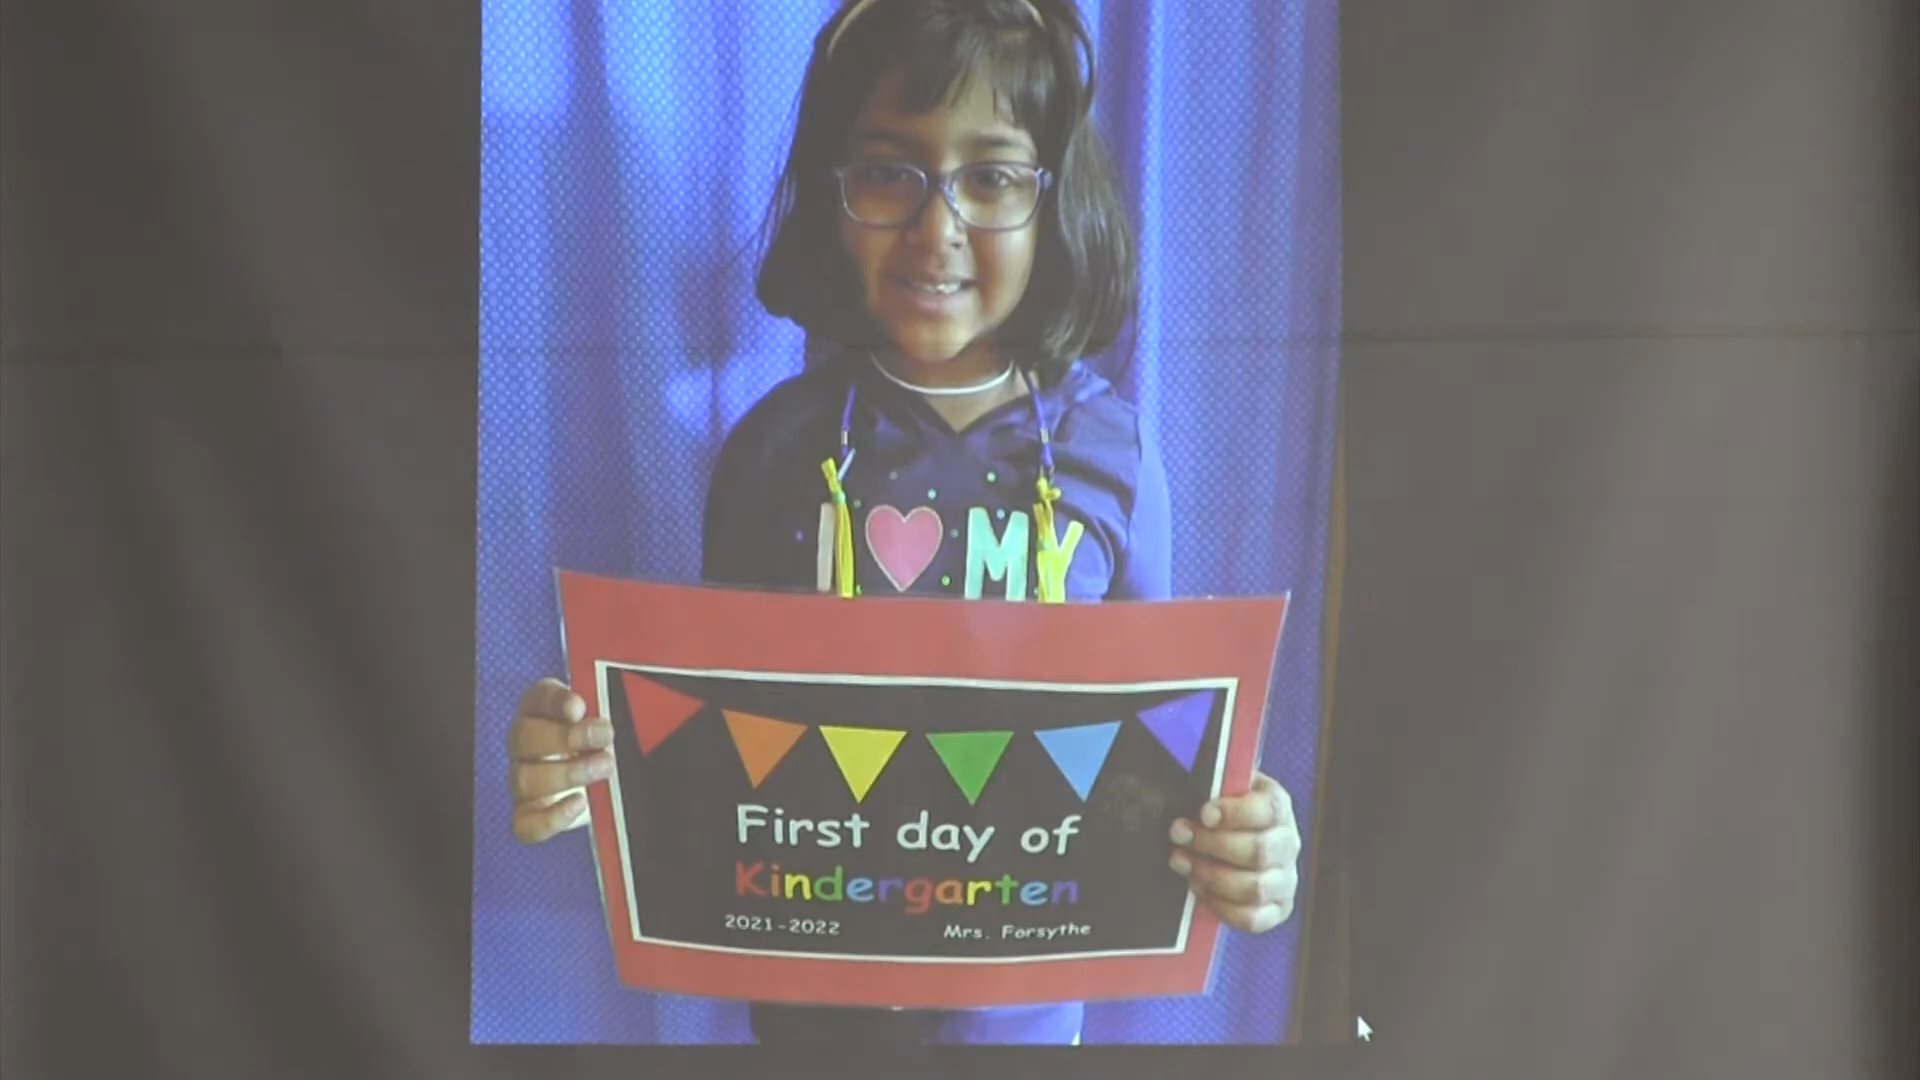 I ♥ MY
First day of
Kindergarten
2021-2022 Mrs. Forsythe